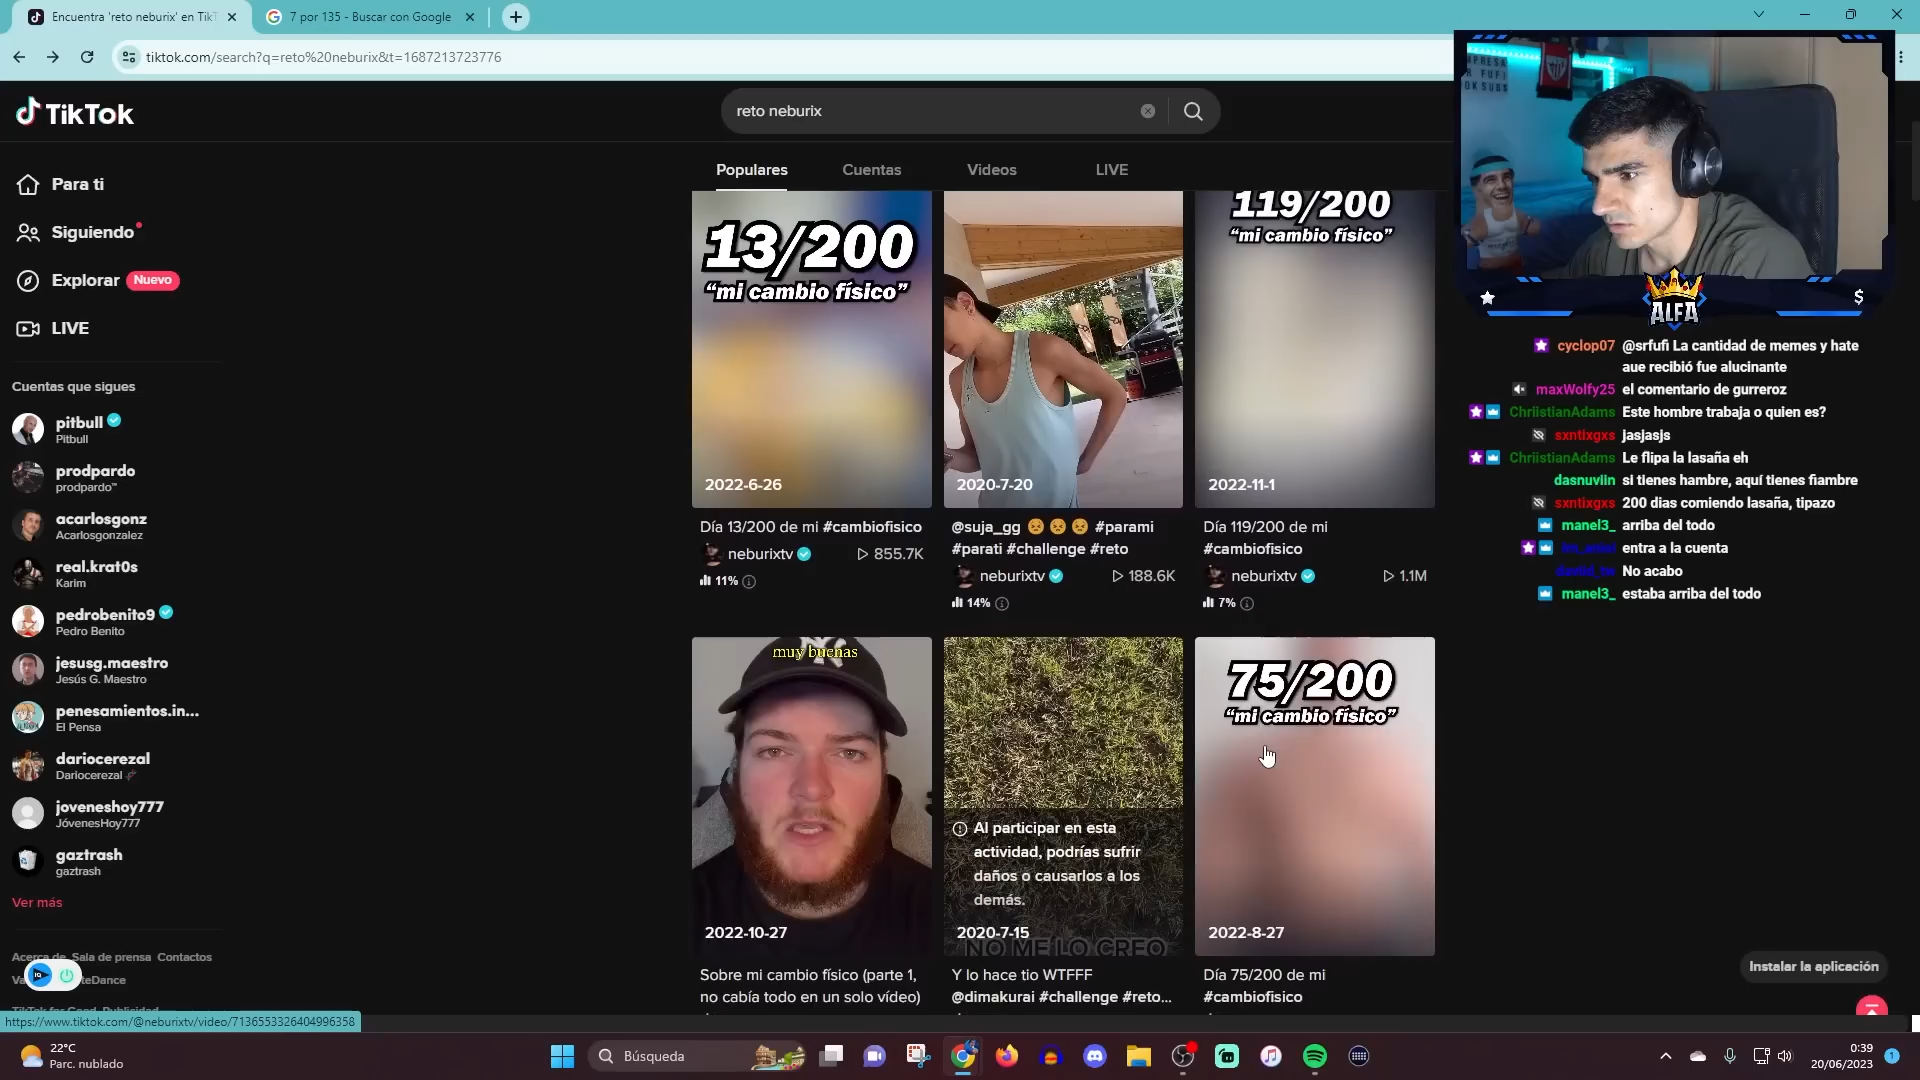 Encuentra 'reto neburix' en TikT
7 por 135 - Buscar con Google
tiktok.com/search?q=reto%20neburix&t=1687213723776
TikTok
reto neburix
Populares
Cuentas
Videos
LIVE
Para ti
Siguiendo
Explorar
Nuevo
LIVE
Cuentas que sigues
pitbull
Pitbull
prodpardo
prodpardo™
acarlosgonz
Acarlosgonzalez
real.krat0s
Karim
pedrobenito9
Pedro Benito
jesusg.maestro
Jesús G. Maestro
penesamientos.in...
El Pensa
dariocerezal
Dariocerezal
joveneshoy777
JóvenesHoy777
gaztrash
gaztrash
Ver más
Acerca de Sala de prensa Contactos
teDance
TikTok for Good Publicidad
https://www.tiktok.com/@neburixtv/video/7136553326404996358
13/200
“mi cambio físico”
2022-6-26
Día 13/200 de mi #cambiofisico
neburixtv
855.7K
11%
2020-7-20
@suja_gg #parami
#parati #challenge #reto
neburixtv
188.6K
14%
119/200
“mi cambio físico”
2022-11-1
Día 119/200 de mi
#cambiofisico
neburixtv
1.1M
7%
muy buenas
2022-10-27
Sobre mi cambio físico (parte 1,
no cabía todo en un solo vídeo)
Al participar en esta
actividad, podrías sufrir
daños o causarlos a los
demás.
2020-7-15
NO ME LO CREO
Y lo hace tio WTFFF
@dimakurai #challenge #reto...
75/200
“mi cambio físico”
2022-8-27
Día 75/200 de mi
#cambiofisico
ALFA
$
cyclop07 @srfufi La cantidad de memes y hate
aue recibió fue alucinante
maxWolfy25 el comentario de gurreroz
ChriistianAdams Este hombre trabaja o quien es?
sxntixgxs jasjasjs
ChriistianAdams Le flipa la lasaña eh
dasnuviin si tienes hambre, aquí tienes fiambre
sxntixgxs 200 dias comiendo lasaña, tipazo
manel3_ arriba del todo
entra a la cuenta
No acabo
manel3_ estaba arriba del todo
Instalar la aplicación
22°C
Parc. nublado
Búsqueda
0:39
20/06/2023
1